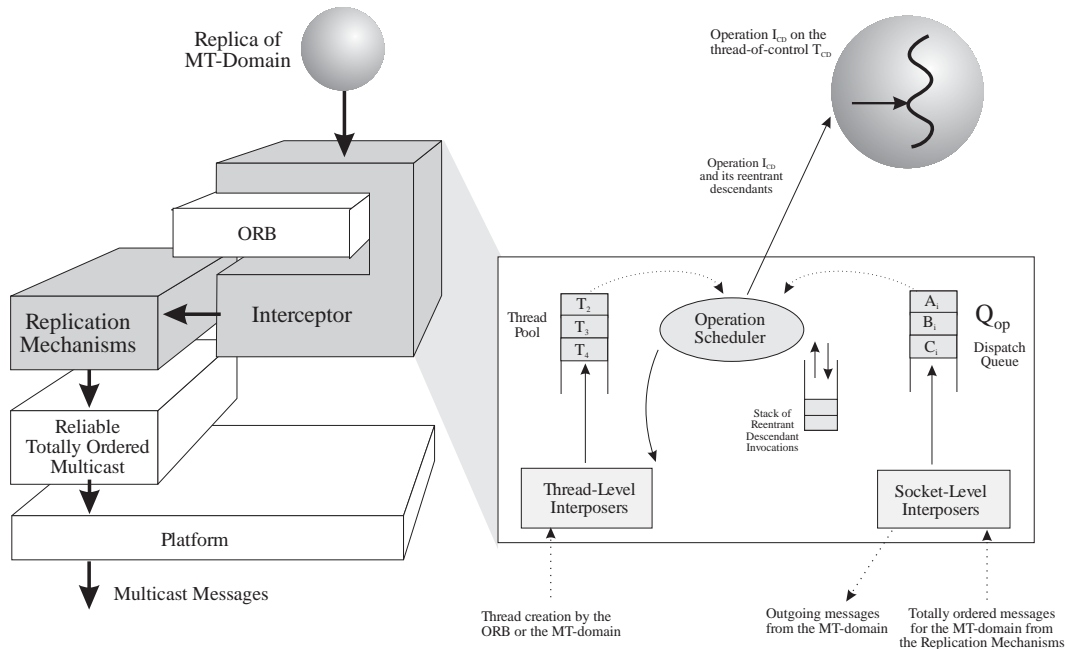 Replica of
MT-Domain
ORB
Interceptor
Replication
Mechanisms
Reliable
Totally Ordered
Multicast
Platform
Multicast Messages
Operation I_CD on the
thread-of-control T_CD
Operation I_CD
and its reentrant
descendants
Thread
Pool
T_2
T_3
T_4
Operation
Scheduler
A_i
B_i
C_i
Q_op
Dispatch
Queue
Stack of
Reentrant
Descendant
Invocations
Thread-Level
Interposers
Socket-Level
Interposers
Thread creation by the
ORB or the MT-domain
Outgoing messages
from the MT-domain
Totally ordered messages
for the MT-domain from
the Replication Mechanisms